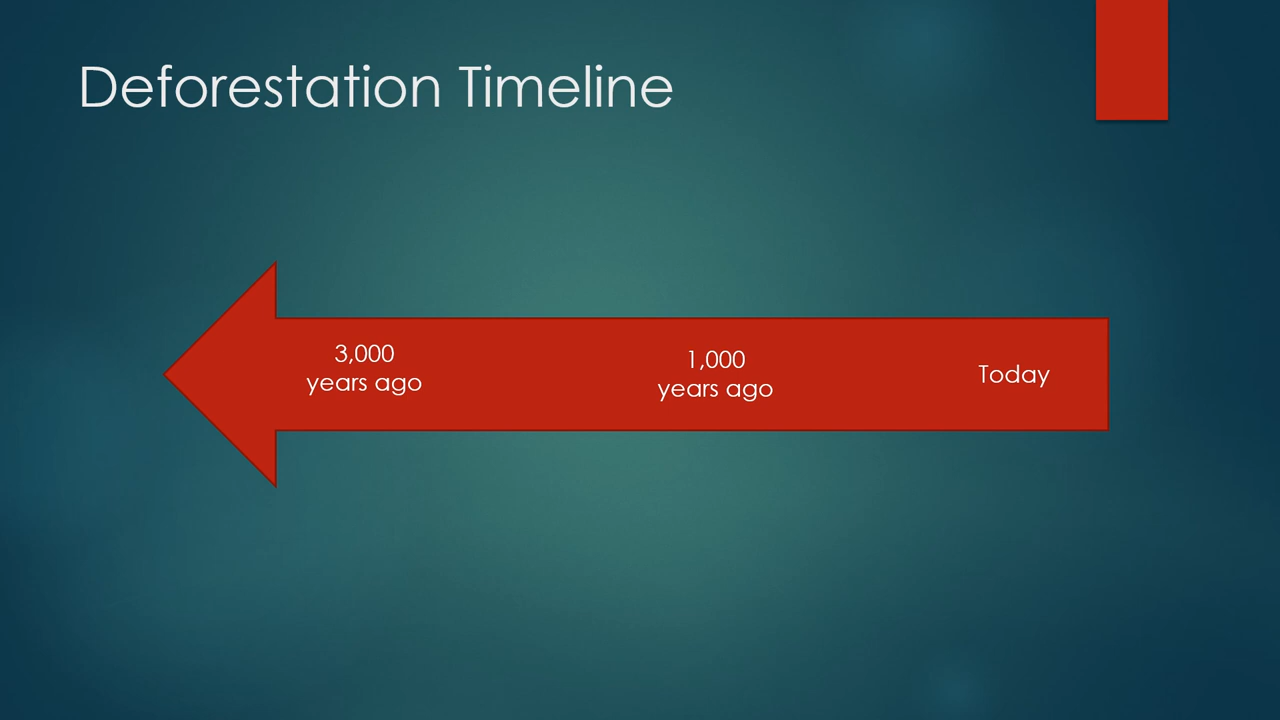 Deforestation Timeline
3,000
years ago
1,000
years ago
Today